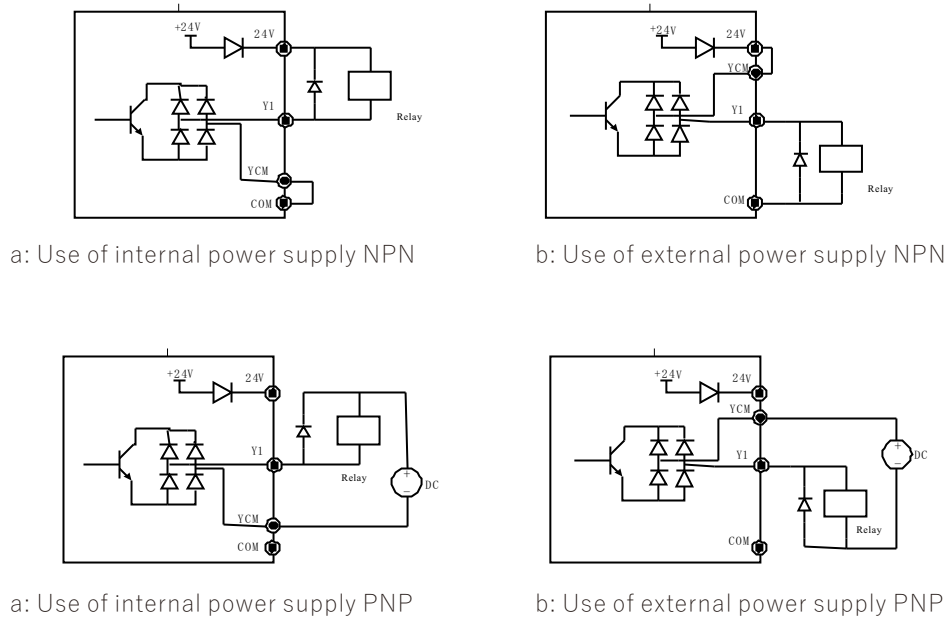 +24V
24V
Y1
Relay
YCM
COM
+24V
24V
YCM
Y1
COM
Relay
a: Use of internal power supply NPN
b: Use of external power supply NPN
+24V
24V
Y1
Relay
+
−
DC
YCM
COM
+24V
24V
YCM
Y1
+
−
DC
Relay
COM
a: Use of internal power supply PNP
b: Use of external power supply PNP